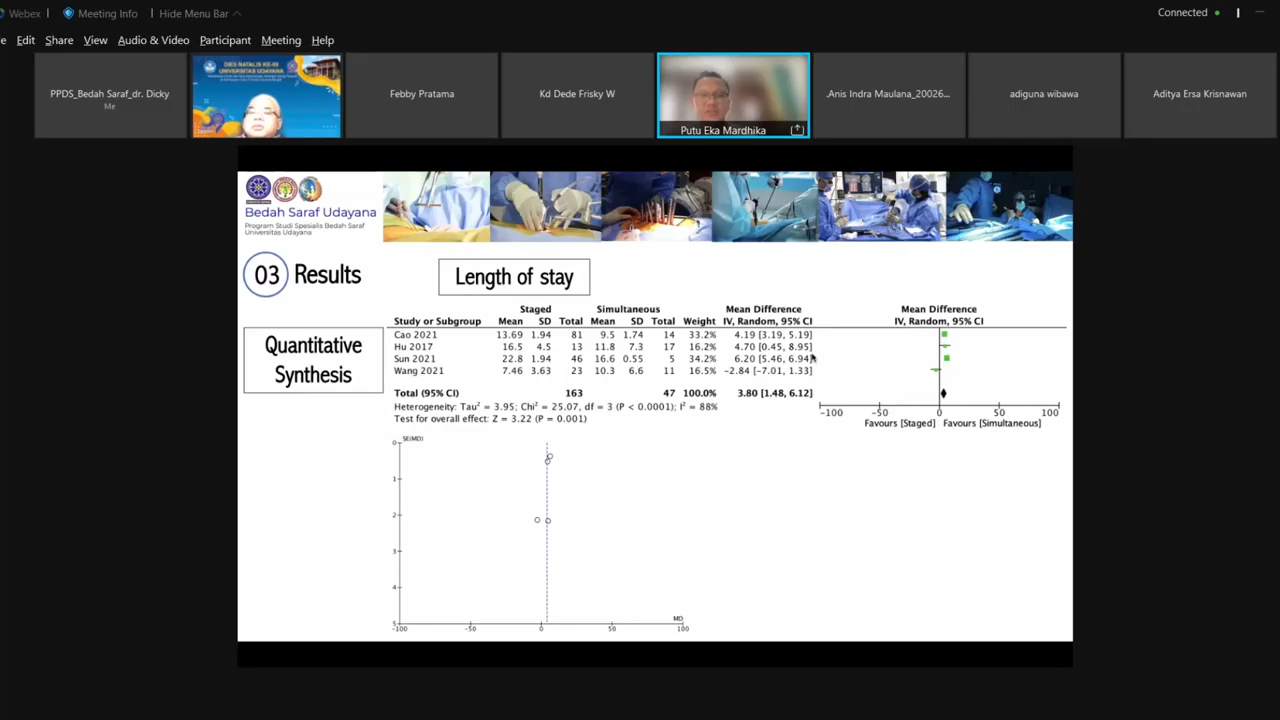 Webex Meeting Info Hide Menu Bar Connected
e Edit Share View Audio & Video Participant Meeting Help
PPDS_Bedah Saraf_dr. Dicky
Me
DIES NATALIS KE-
UNIVERSITAS UDAYANA
Febby Pratama
Kd Dede Frisky W
Putu Eka Mardhika
.Anis Indra Maulana_20026...
adiguna wibawa
Aditya Ersa Krisnawan
Bedah Saraf Udayana
Program Studi Spesialis Bedah Saraf
Universitas Udayana
03 Results
Length of stay
Quantitative
Synthesis
Staged Simultaneous Mean Difference Mean Difference
Study or Subgroup Mean SD Total Mean SD Total Weight IV, Random, 95% CI IV, Random, 95% CI
Cao 2021 13.69 1.94 81 9.5 1.74 14 33.2% 4.19 [3.19, 5.19]
Hu 2017 16.5 4.5 13 11.8 7.3 17 16.2% 4.70 [0.45, 8.95]
Sun 2021 22.8 1.94 46 16.6 0.55 5 34.2% 6.20 [5.46, 6.94]
Wang 2021 7.46 3.63 23 10.3 6.6 11 16.5% −2.84 [−7.01, 1.33]
Total (95% CI) 163 47 100.0% 3.80 [1.48, 6.12]
Heterogeneity: Tau² = 3.95; Chi² = 25.07, df = 3 (P < 0.0001); I² = 88%
Test for overall effect: Z = 3.22 (P = 0.001)
−100 −50 0 50 100
Favours [Staged] Favours [Simultaneous]
SE(MD)
0
1
2
3
4
5
MD
-100 -50 0 50 100